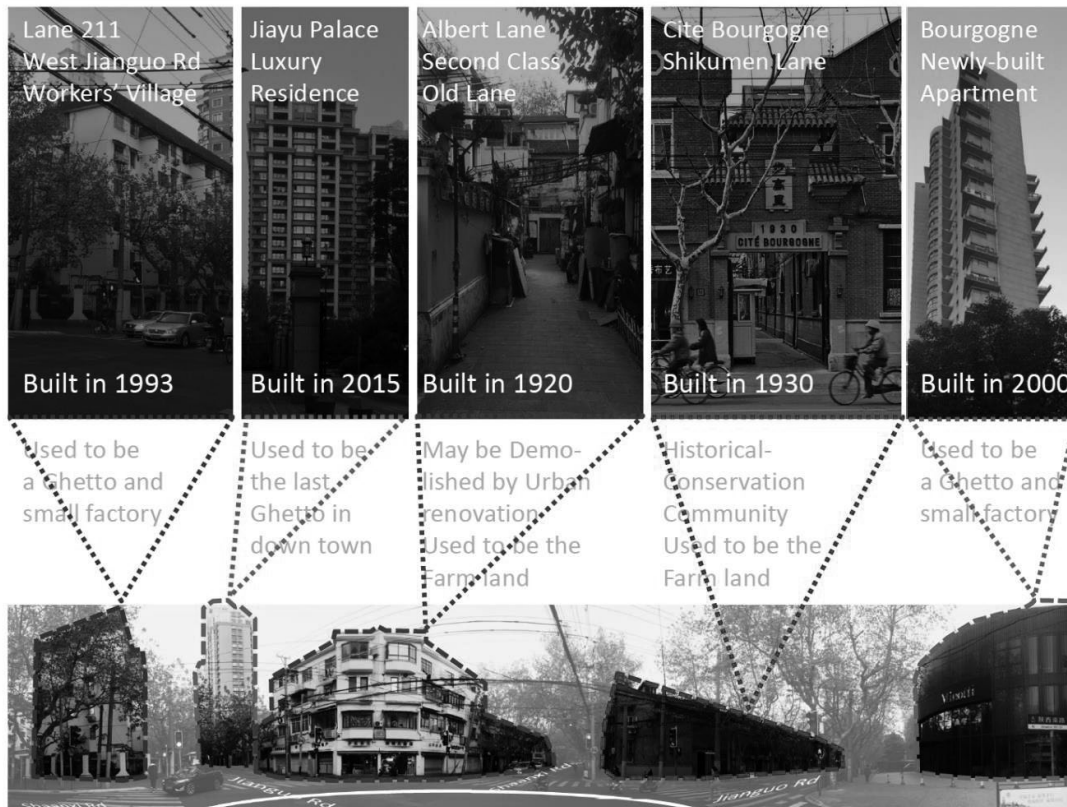 Lane 211
West Jianguo Rd
Workers' Village
Built in 1993
Used to be
a Ghetto and
small factory
Jiayu Palace
Luxury
Residence
Built in 2015
Used to be
the last
Ghetto in
down town
Albert Lane
Second Class
Old Lane
Built in 1920
May be Demo-
lished by Urban
renovation
Used to be the
Farm land
Cite Bourgogne
Shikumen Lane
1930
CITÉ BOURGOGNE
Built in 1930
Historical-
Conservation
Community
Used to be the
Farm land
Bourgogne
Newly-built
Apartment
Built in 2000
Used to be
a Ghetto and
small factory
Shaanxi Rd
Jianguo Rd
Shaanxi Rd.
Jianguo Rd